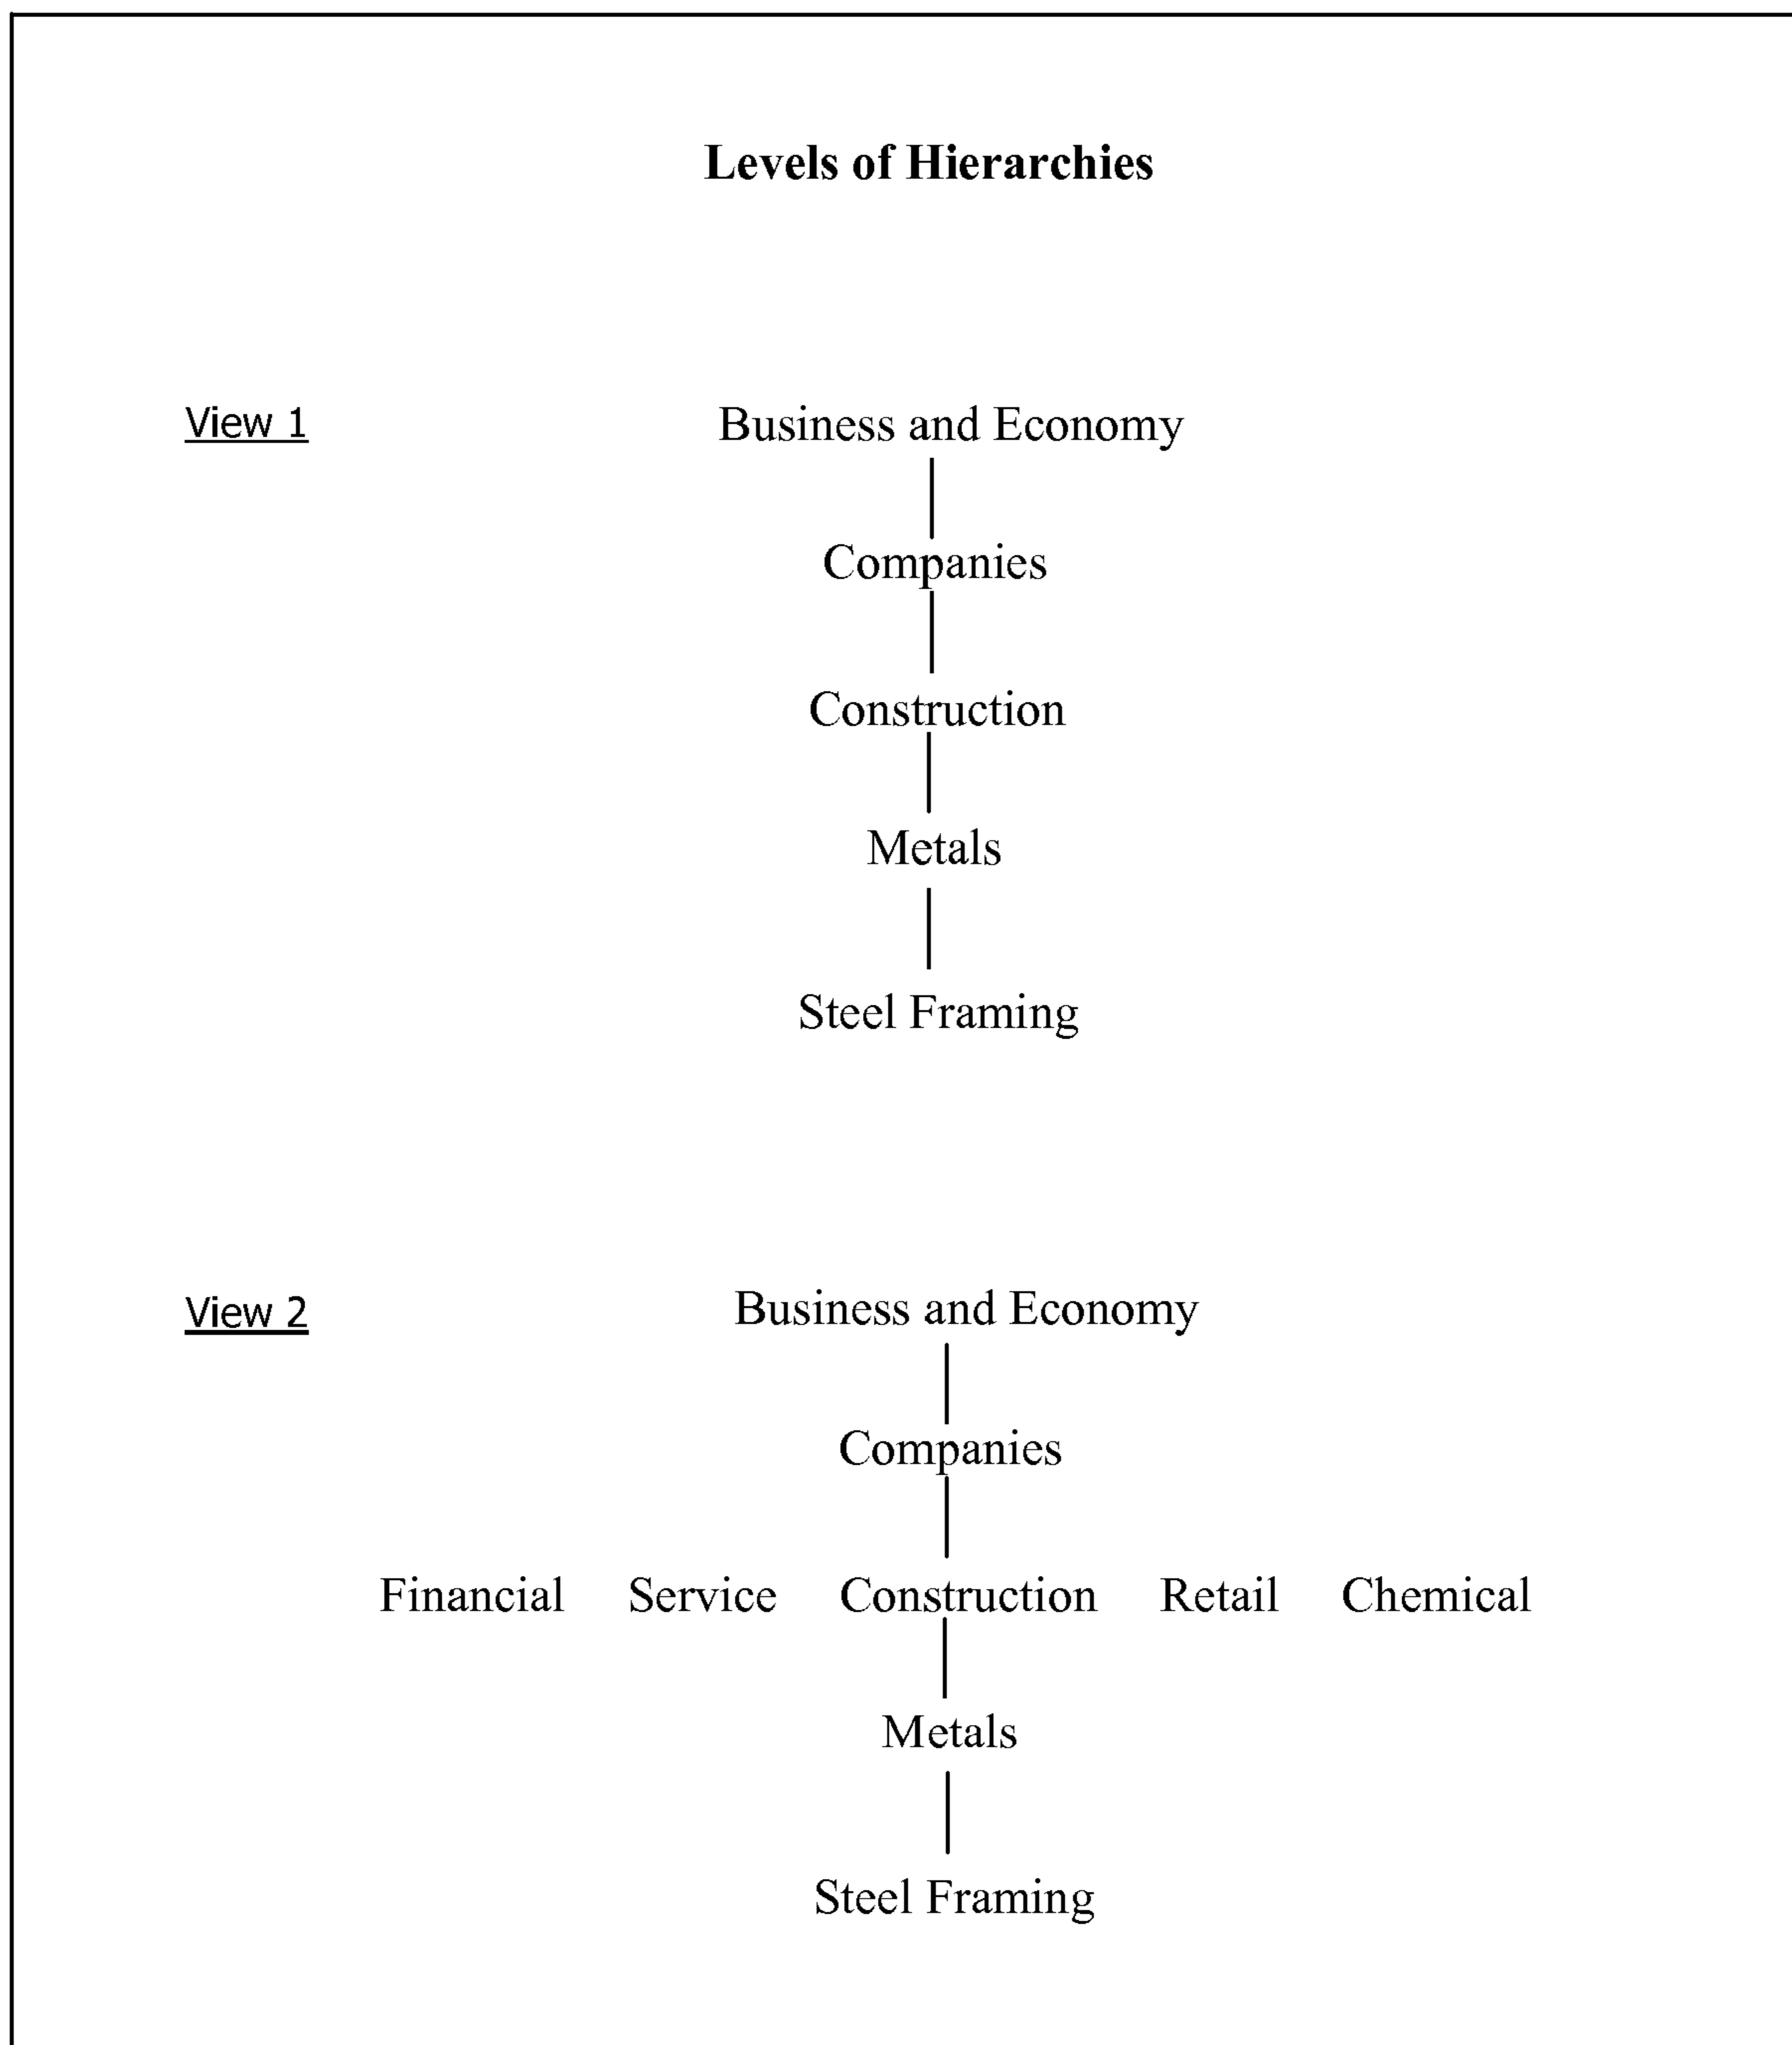 Levels of Hierarchies
View 1 Business and Economy
Companies
Construction
Metals
Steel Framing
View 2 Business and Economy
Companies
Financial Service Construction Retail Chemical
Metals
Steel Framing